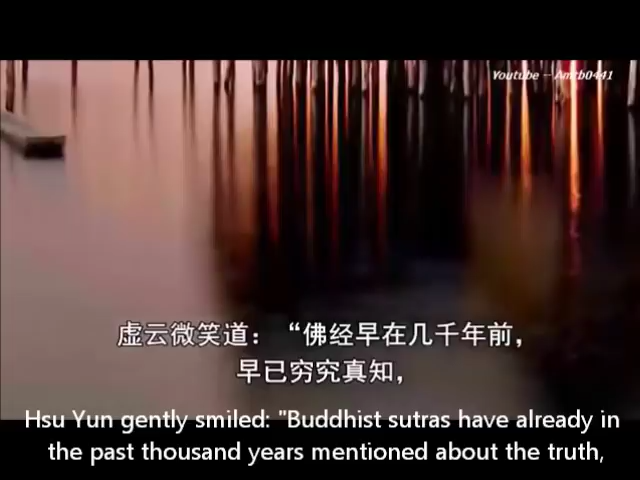 Youtube - Amtb0441
虚云微笑道：“佛经早在几千年前，
早已穷究真知，
Hsu Yun gently smiled: "Buddhist sutras have already in
the past thousand years mentioned about the truth,